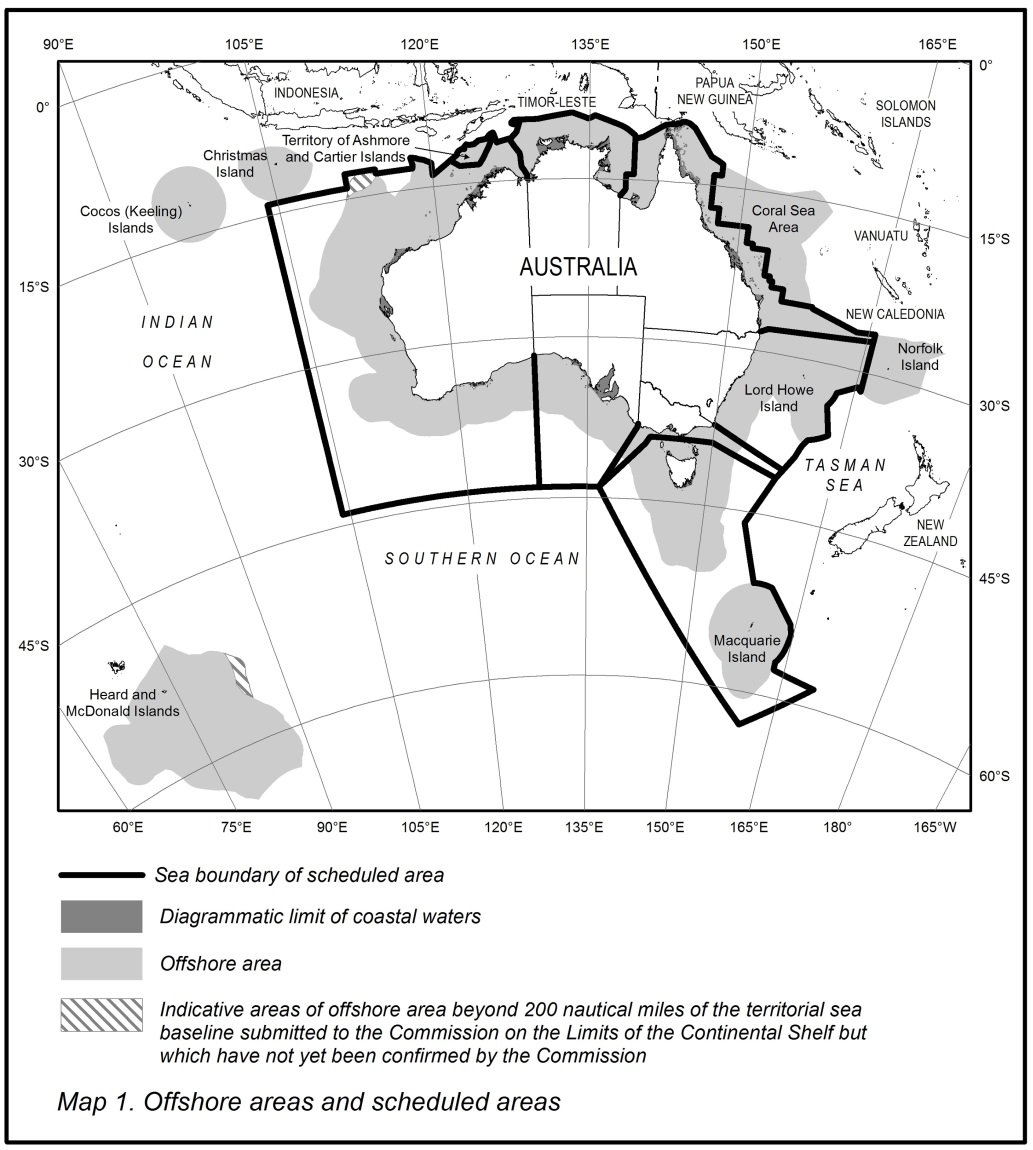 90°E
105°E
120°E
135°E
150°E
165°E
0°
0°
INDONESIA
TIMOR-LESTE
PAPUA
NEW GUINEA
SOLOMON
ISLANDS
Territory of Ashmore
and Cartier Islands
Christmas
Island
Cocos (Keeling)
Islands
Coral Sea
Area
VANUATU
15°S
15°S
AUSTRALIA
INDIAN
OCEAN
NEW CALEDONIA
Norfolk
Island
Lord Howe
Island
30°S
30°S
TASMAN
SEA
NEW
ZEALAND
SOUTHERN OCEAN
45°S
45°S
Macquarie
Island
Heard and
McDonald Islands
60°S
60°E
75°E
90°E
105°E
120°E
135°E
150°E
165°E
180°
165°W
Sea boundary of scheduled area
Diagrammatic limit of coastal waters
Offshore area
Indicative areas of offshore area beyond 200 nautical miles of the territorial sea
baseline submitted to the Commission on the Limits of the Continental Shelf but
which have not yet been confirmed by the Commission
Map 1. Offshore areas and scheduled areas